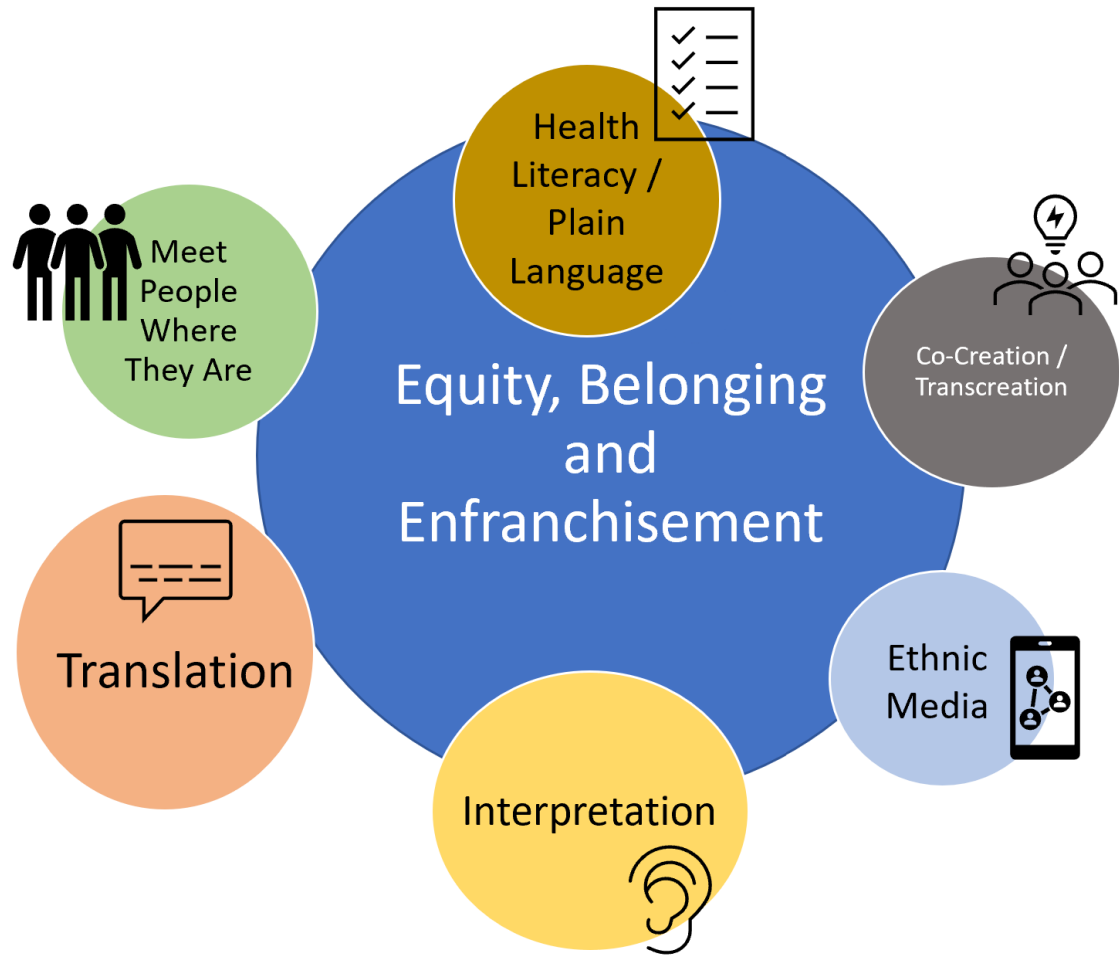 Health
Literacy /
Plain
Language
Meet
People
Where
They Are
Co-Creation /
Transcreation
Equity, Belonging
and
Enfranchisement
Translation
Ethnic
Media
Interpretation